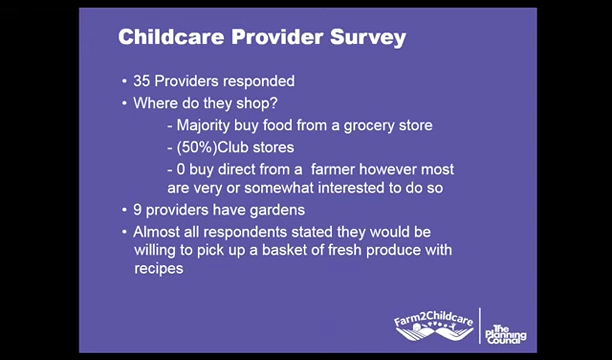 Childcare Provider Survey
• 35 Providers responded
• Where do they shop?
- Majority buy food from a grocery store
- (50%)Club stores
- 0 buy direct from a farmer however most
are very or somewhat interested to do so
• 9 providers have gardens
• Almost all respondents stated they would be
willing to pick up a basket of fresh produce with
recipes
Farm2Childcare
The
Planning
Council